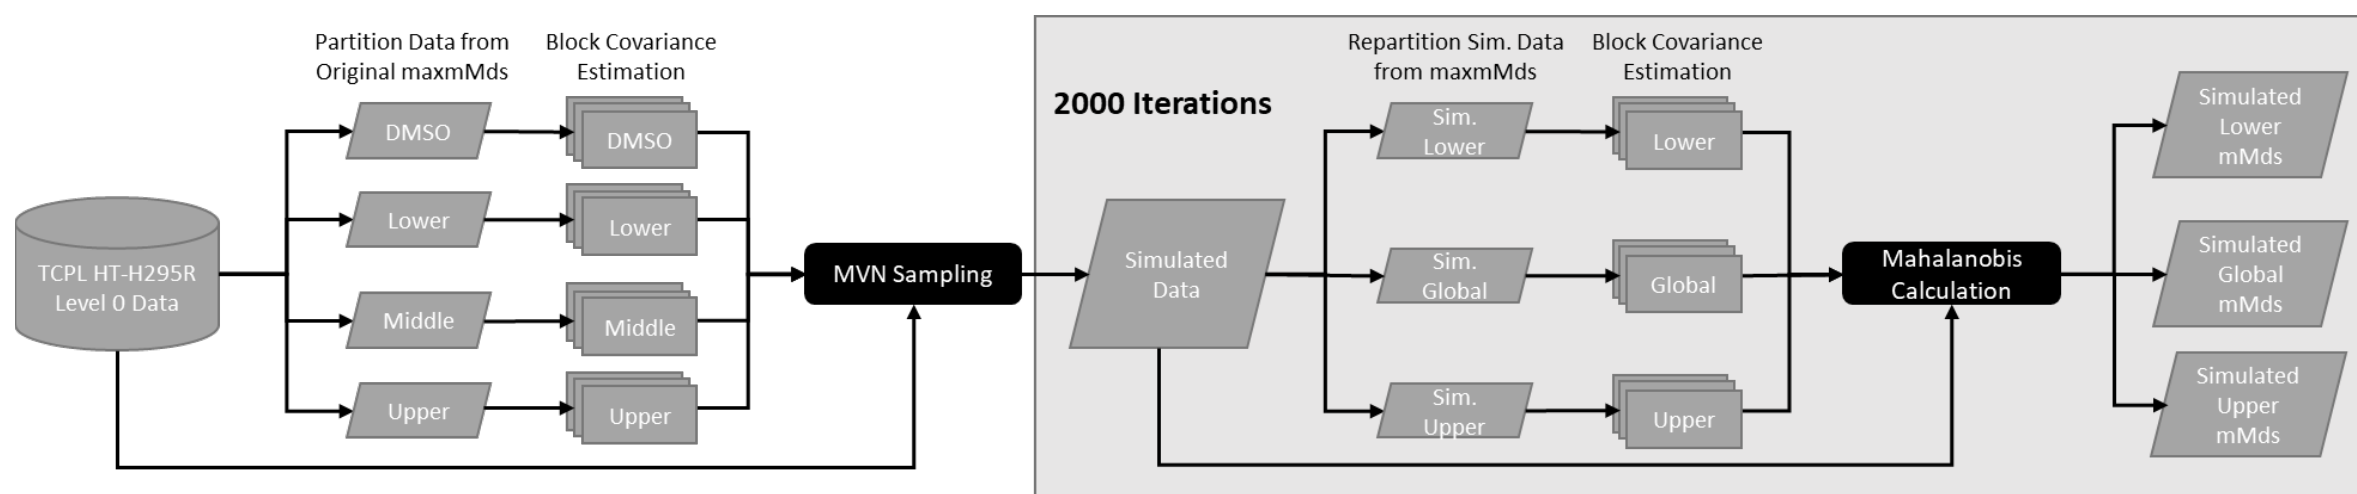 Partition Data from
Original maxmMds
Block Covariance
Estimation
DMSO
DMSO
Lower
Lower
TCPL HT-H295R
Level 0 Data
Middle
Middle
Upper
Upper
MVN Sampling
2000 Iterations
Repartition Sim. Data
from maxmMds
Block Covariance
Estimation
Simulated
Data
Sim.
Lower
Lower
Sim.
Global
Global
Sim.
Upper
Upper
Mahalanobis
Calculation
Simulated
Lower
mMds
Simulated
Global
mMds
Simulated
Upper
mMds